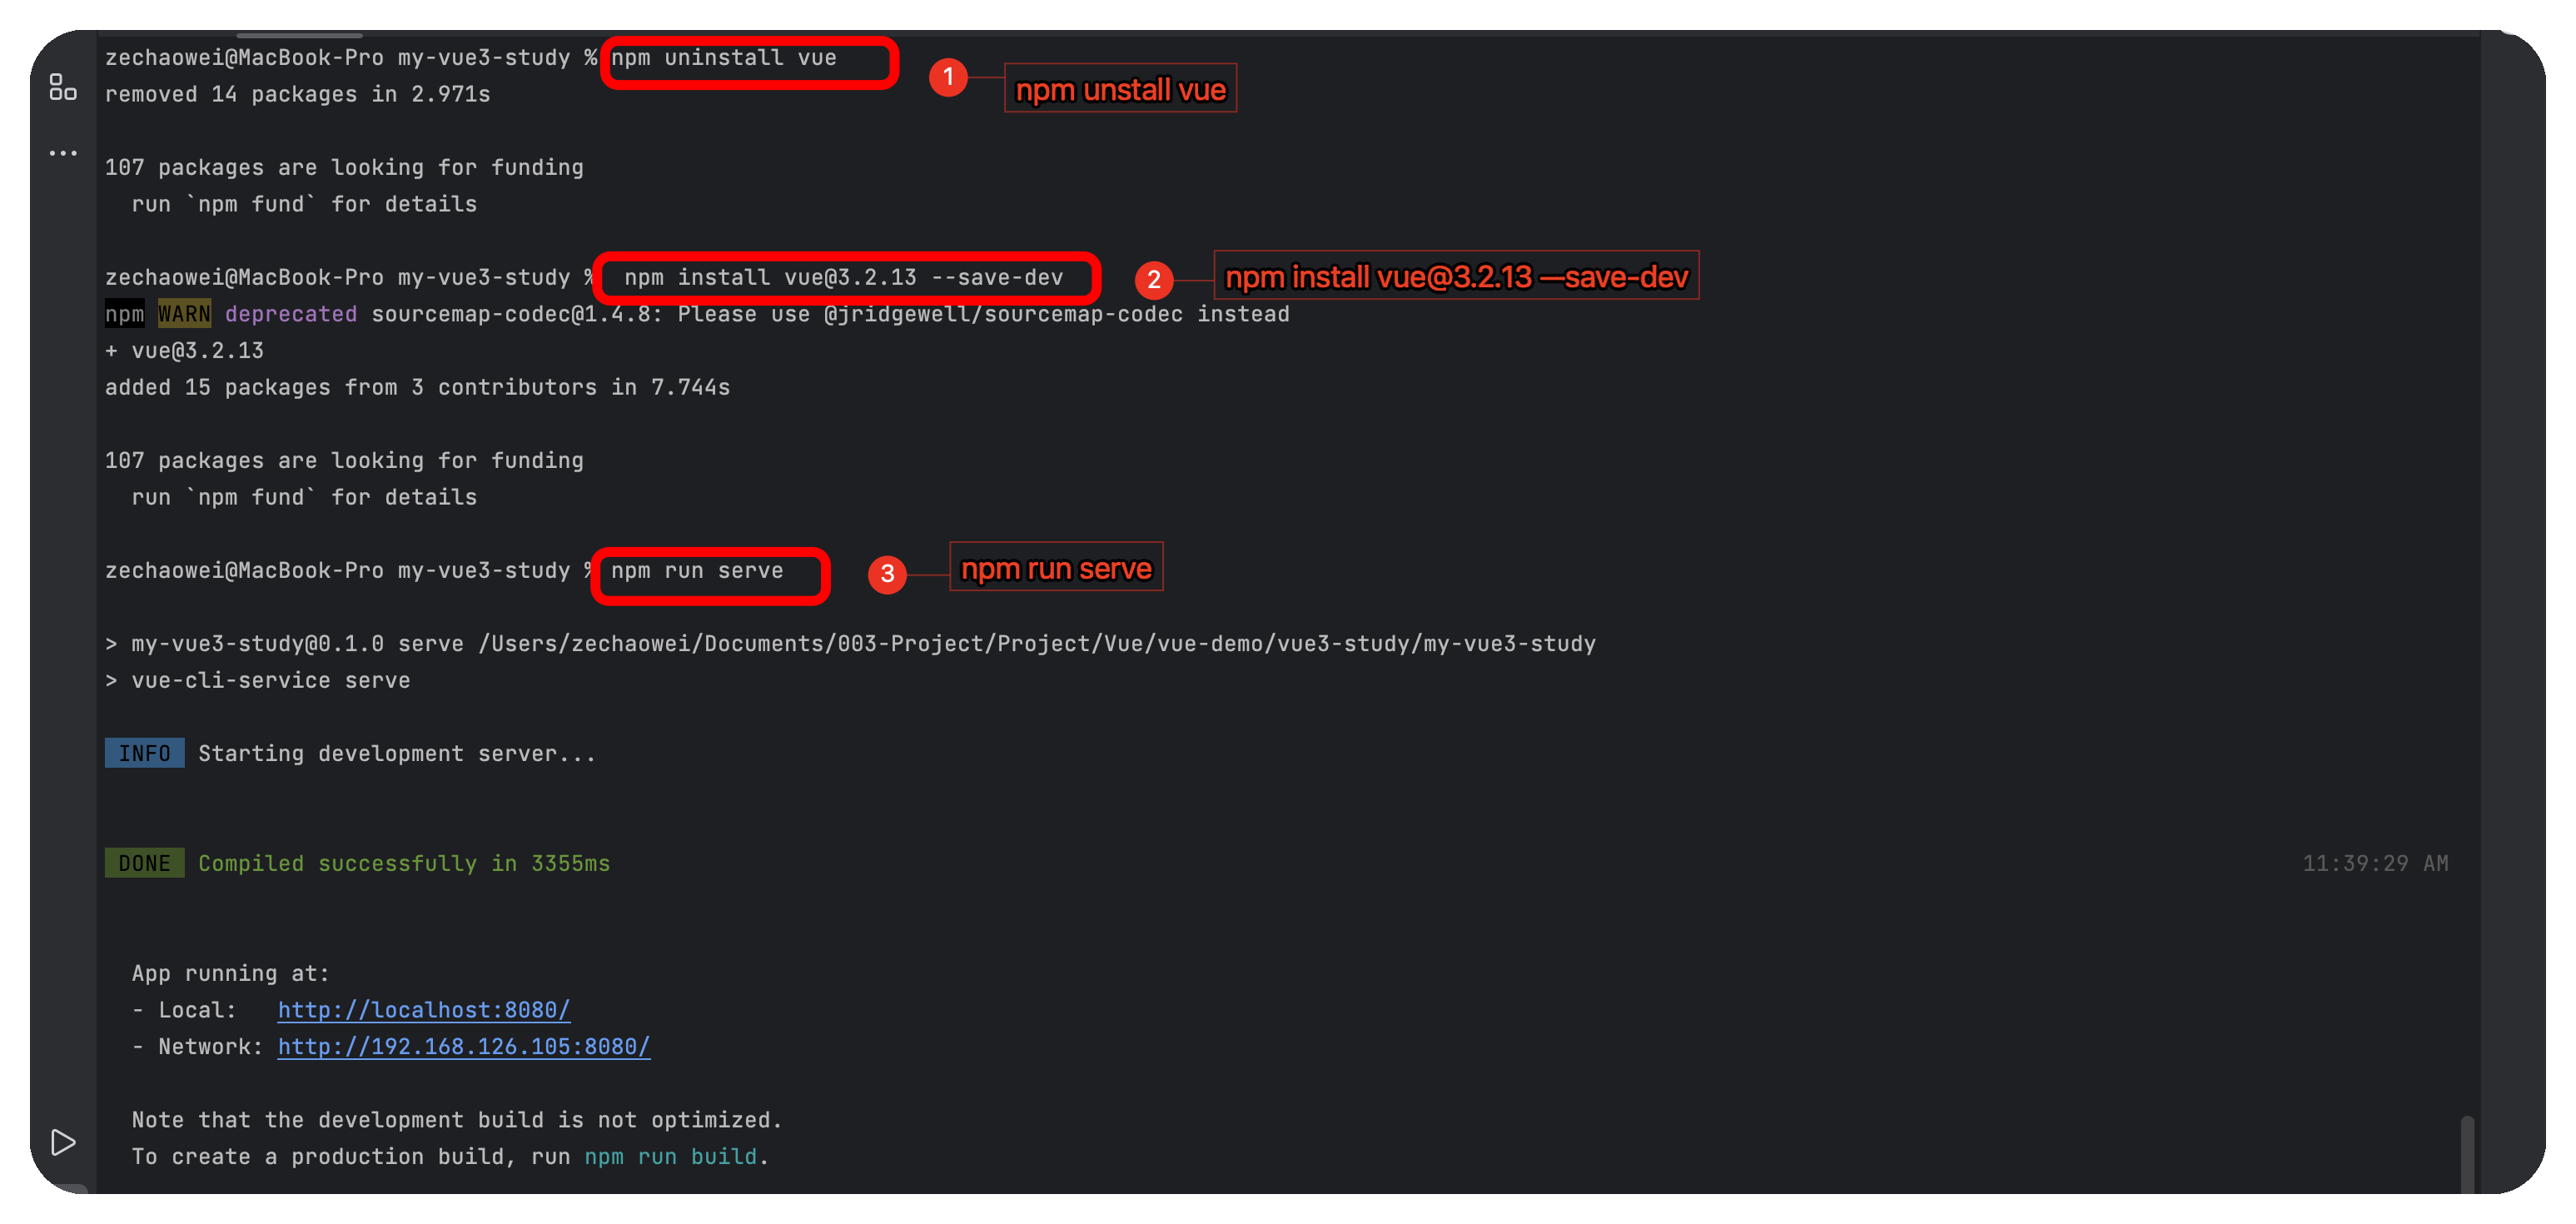 zechaowei@MacBook-Pro my-vue3-study % npm uninstall vue
1 npm unstall vue
removed 14 packages in 2.971s
107 packages are looking for funding
run `npm fund` for details
zechaowei@MacBook-Pro my-vue3-study % npm install vue@3.2.13 --save-dev
2 npm install vue@3.2.13 —save-dev
npm WARN deprecated sourcemap-codec@1.4.8: Please use @jridgewell/sourcemap-codec instead
+ vue@3.2.13
added 15 packages from 3 contributors in 7.744s
107 packages are looking for funding
run `npm fund` for details
zechaowei@MacBook-Pro my-vue3-study % npm run serve
3 npm run serve
> my-vue3-study@0.1.0 serve /Users/zechaowei/Documents/003-Project/Project/Vue/vue-demo/vue3-study/my-vue3-study
> vue-cli-service serve
INFO Starting development server...
DONE Compiled successfully in 3355ms 11:39:29 AM
App running at:
- Local: http://localhost:8080/
- Network: http://192.168.126.105:8080/
Note that the development build is not optimized.
To create a production build, run npm run build.